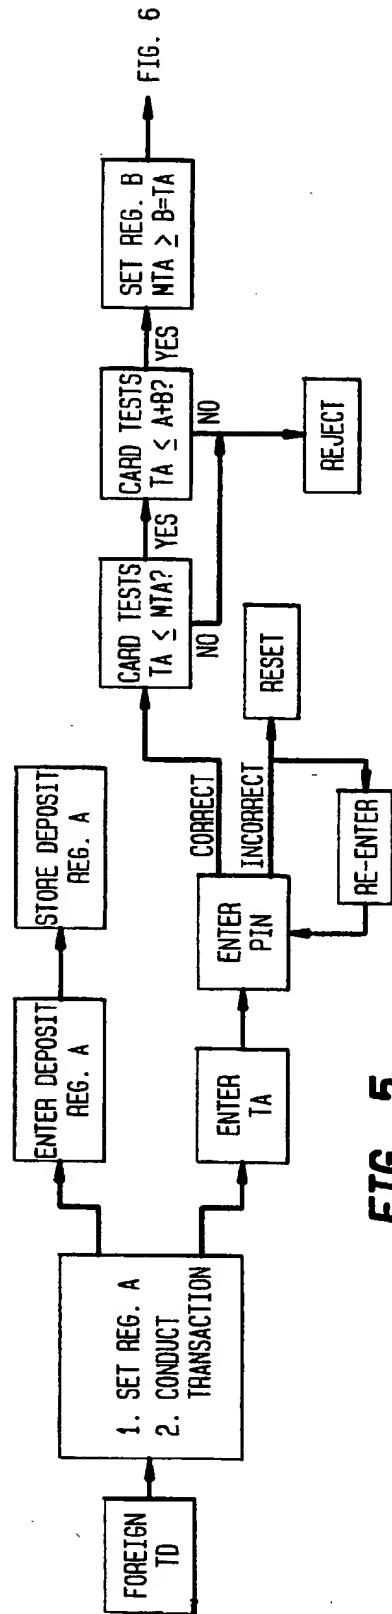 FOREIGN
TD
1. SET REG. A
2. CONDUCT
TRANSACTION
ENTER DEPOSIT
REG. A
STORE DEPOSIT
REG. A
ENTER
TA
ENTER
PIN
CORRECT
INCORRECT
RE-ENTER
RESET
CARD TESTS
TA ≤ MTA?
YES
NO
CARD TESTS
TA ≤ A+B?
YES
NO
REJECT
SET REG. B
MTA ≥ B=TA
FIG. 6
FIG. 5